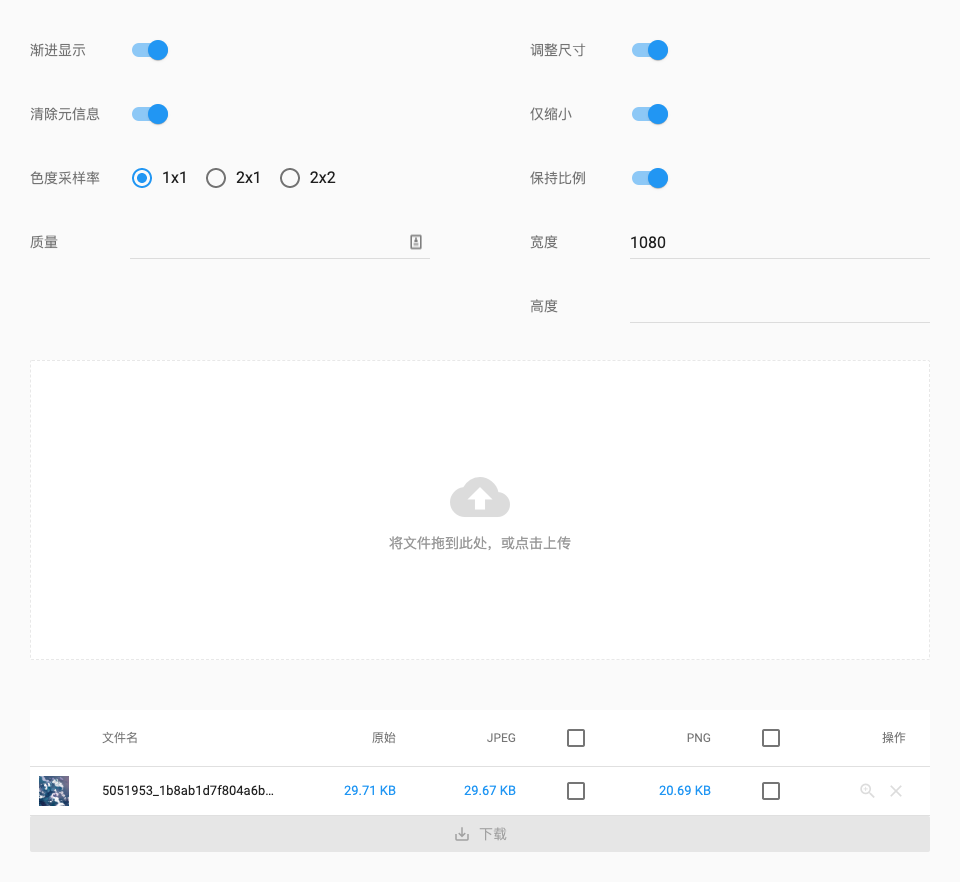 渐进显示
调整尺寸
清除元信息
仅缩小
色度采样率 1x1 2x1 2x2
保持比例
质量
宽度 1080
高度
将文件拖到此处，或点击上传
文件名 原始 JPEG PNG 操作
5051953_1b8ab1d7f804a6b... 29.71 KB 29.67 KB 20.69 KB
下载